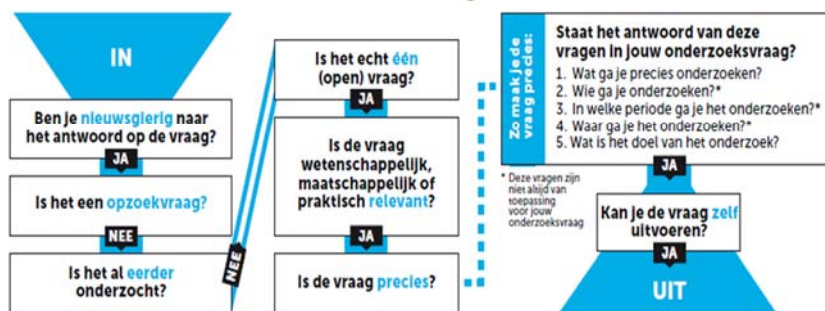 IN
Ben je nieuwsgierig naar
het antwoord op de vraag?
JA
Is het een opzoekvraag?
NEE
Is het al eerder
onderzocht?
NEE
Is het echt één
(open) vraag?
JA
Is de vraag
wetenschappelijk,
maatschappelijk of
praktisch relevant?
JA
Is de vraag precies?
Zo maak je de
vraag precies:
Staat het antwoord van deze
vragen in jouw onderzoeksvraag?
1. Wat ga je precies onderzoeken?
2. Wie ga je onderzoeken?*
3. In welke periode ga je het onderzoeken?*
4. Waar ga je het onderzoeken?*
5. Wat is het doel van het onderzoek?
JA
* Deze vragen zijn
niet altijd van
toepassing
voor jouw
onderzoeksvraag
Kan je de vraag zelf
uitvoeren?
JA
UIT